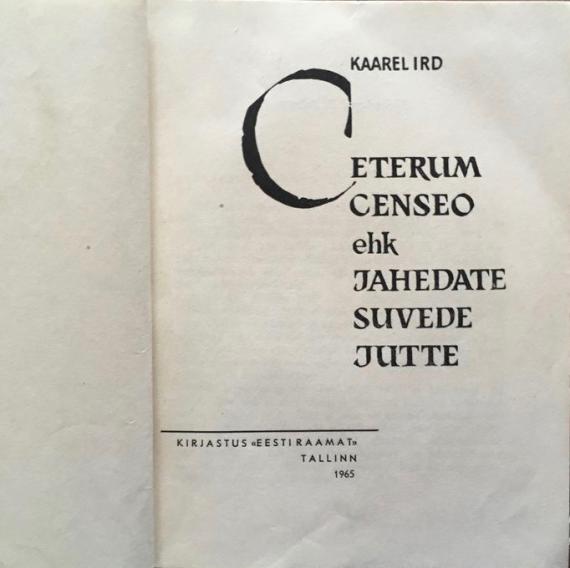 KAAREL IRD
CETERUM
CENSEO
ehk
JAHEDATE
SUVEDE
JUTTE
KIRJASTUS «EESTI RAAMAT»
TALLINN
1965